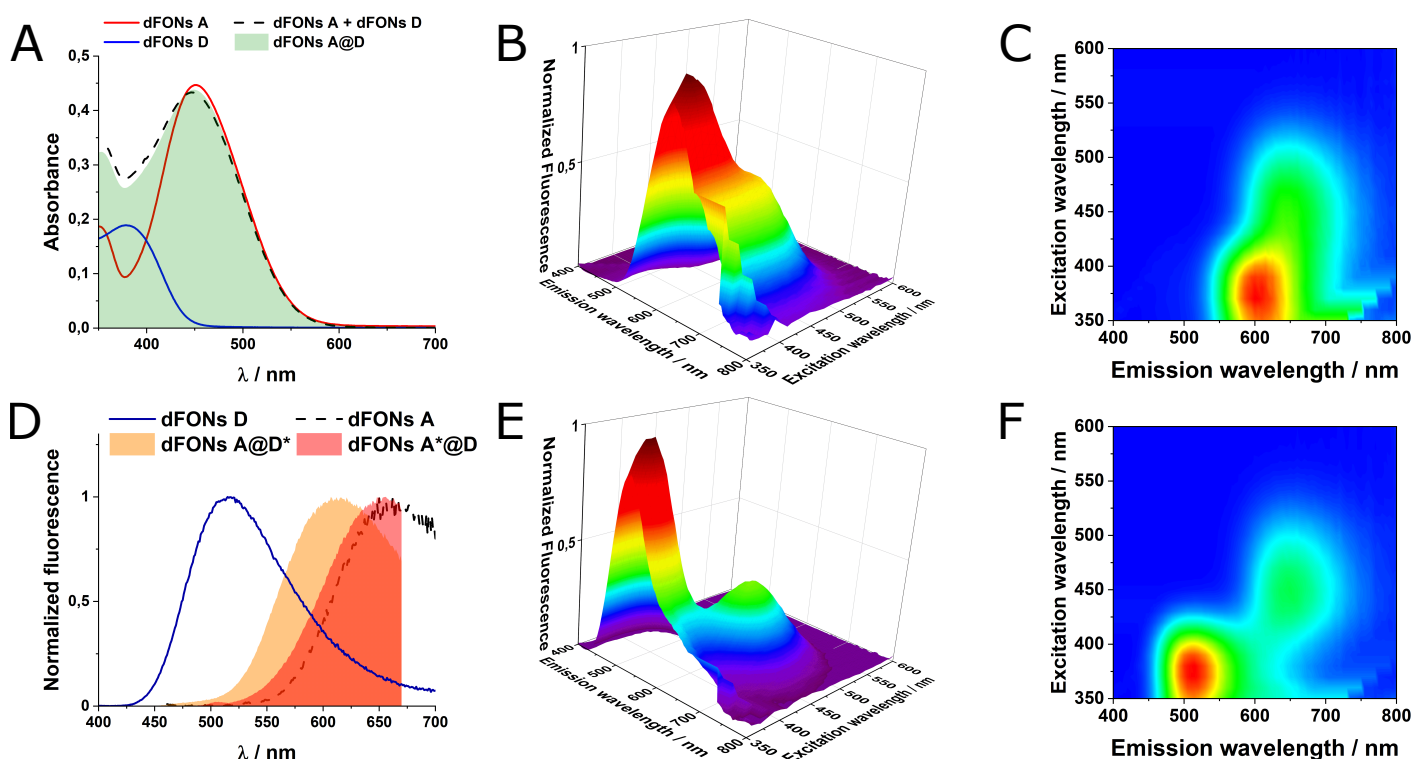 A
dFONs A
dFONs A + dFONs D
dFONs D
dFONs A@D
0,5
0,4
0,3
0,2
0,1
0,0
Absorbance
400
500
600
700
λ / nm
B
Normalized Fluorescence
1
0,5
400
500
600
700
800
Emission wavelength / nm
350
400
450
500
550
600
Excitation wavelength / nm
C
600
550
500
450
400
350
Excitation wavelength / nm
400
500
600
700
800
Emission wavelength / nm
D
dFONs D
dFONs A
dFONs A@D*
dFONs A*@D
1
0,5
0
Normalized fluorescence
400
450
500
550
600
650
700
λ / nm
E
Normalized Fluorescence
1
0,5
400
500
600
700
800
Emission wavelength / nm
350
400
450
500
550
600
Excitation wavelength / nm
F
600
550
500
450
400
350
Excitation wavelength / nm
400
500
600
700
800
Emission wavelength / nm